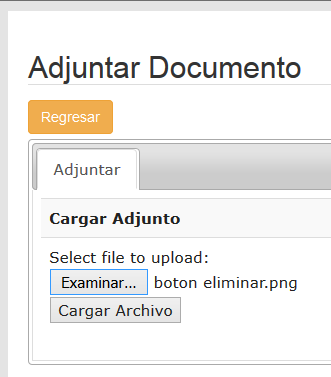 Adjuntar Documento
Regresar
Adjuntar
Cargar Adjunto
Select file to upload:
Examinar... boton eliminar.png
Cargar Archivo